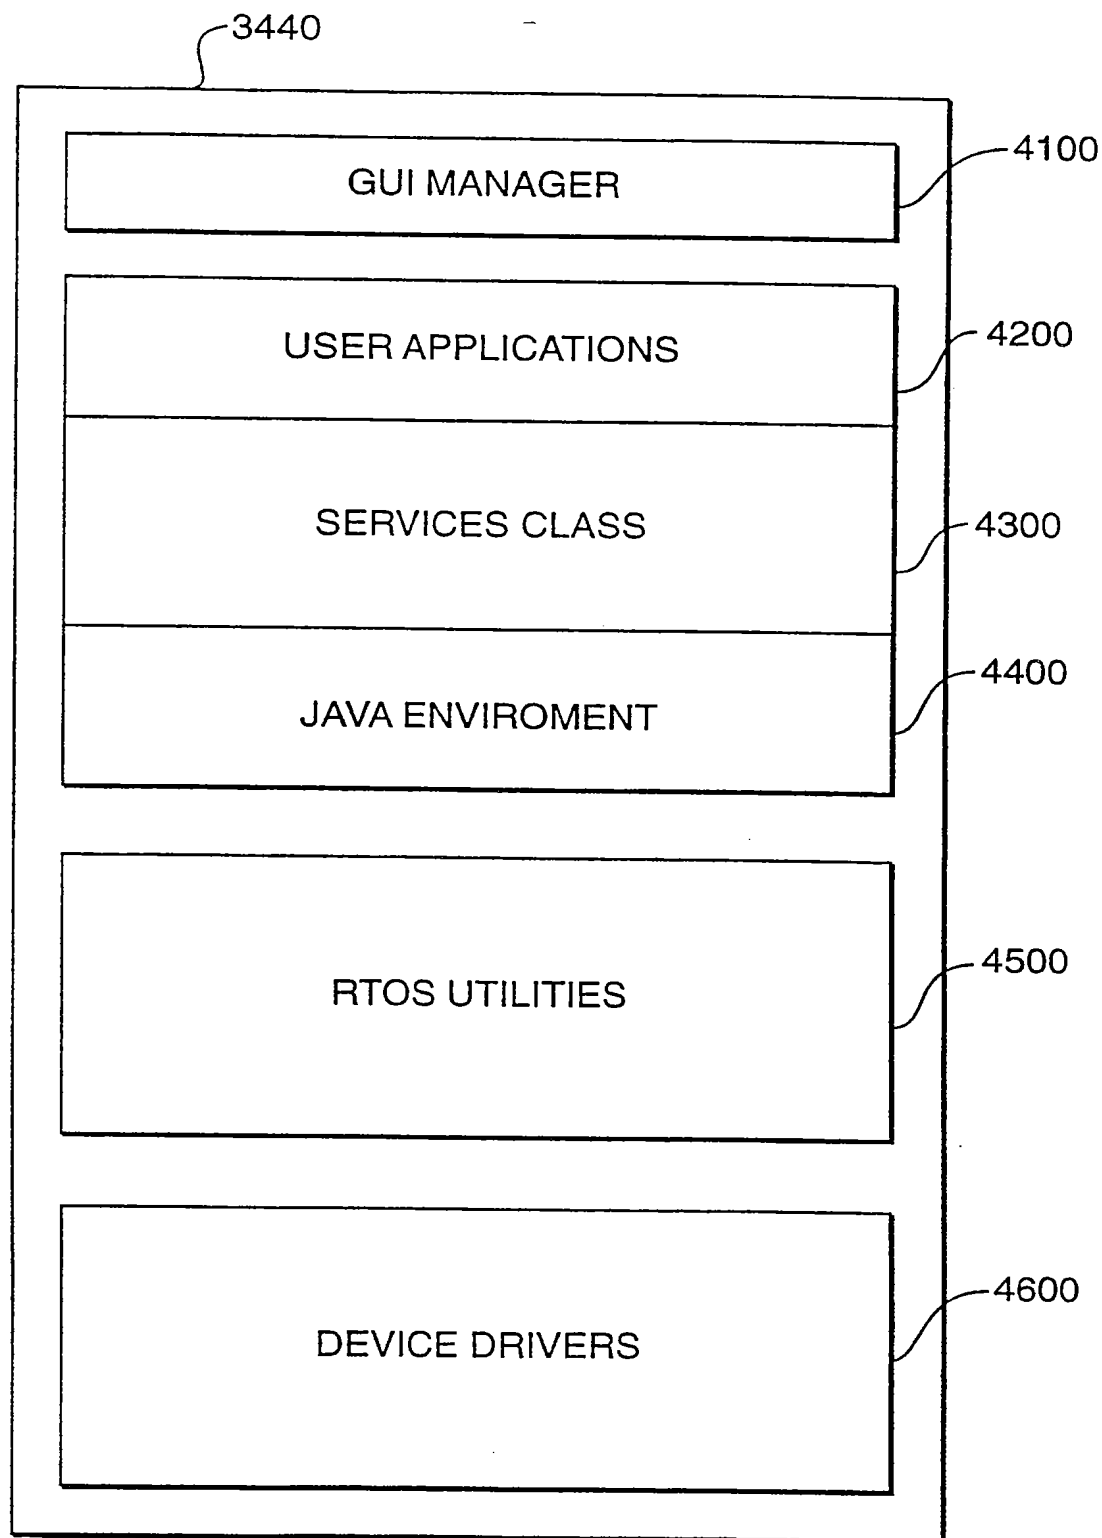 3440
GUI MANAGER
4100
USER APPLICATIONS
4200
SERVICES CLASS
4300
JAVA ENVIROMENT
4400
RTOS UTILITIES
4500
DEVICE DRIVERS
4600